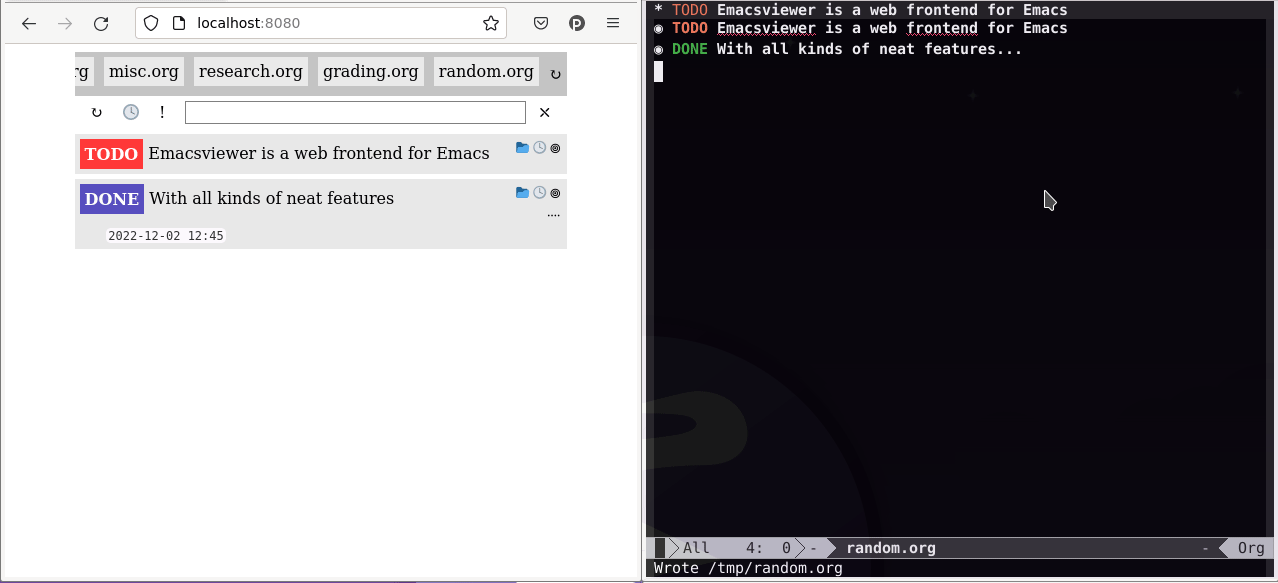 localhost:8080
rg misc.org research.org grading.org random.org ↻
↻ ! ×
TODO Emacsviewer is a web frontend for Emacs
DONE With all kinds of neat features
....
2022-12-02 12:45
* TODO Emacsviewer is a web frontend for Emacs
◉ TODO Emacsviewer is a web frontend for Emacs
◉ DONE With all kinds of neat features...
All 4: 0 - random.org - Org
Wrote /tmp/random.org